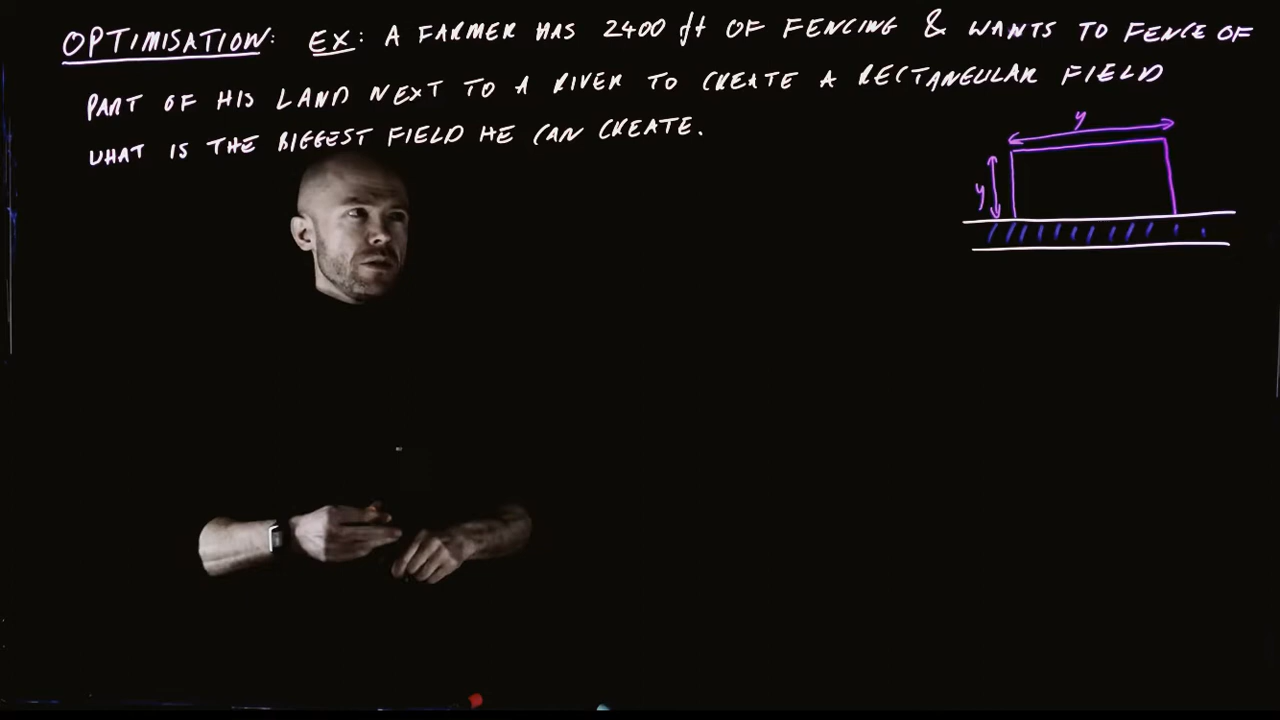 OPTIMISATION: EX: A FARMER HAS 2400 ft OF FENCING & WANTS TO FENCE OF
PART OF HIS LAND NEXT TO A RIVER TO CREATE A RECTANGULAR FIELD
WHAT IS THE BIGGEST FIELD HE CAN CREATE.
y
y